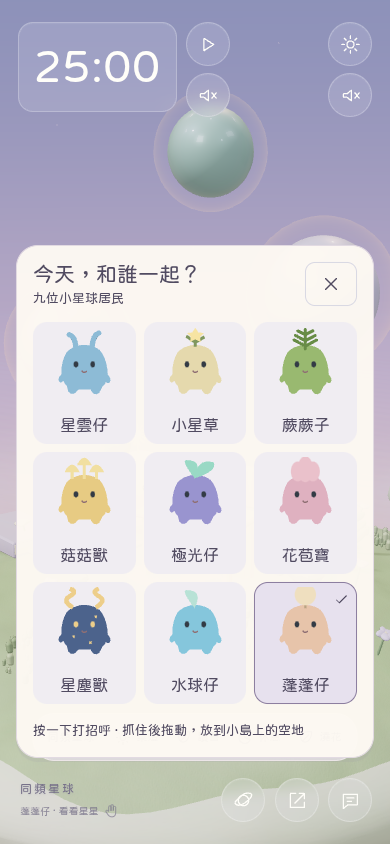 25:00
今天，和誰一起？
九位小星球居民
星雲仔
小星草
蕨蕨子
菇菇獸
極光仔
花苞寶
星塵獸
水球仔
蓬蓬仔
按一下打招呼 · 抓住後拖動，放到小島上的空地
同頻星球
蓬蓬仔 · 看看星星